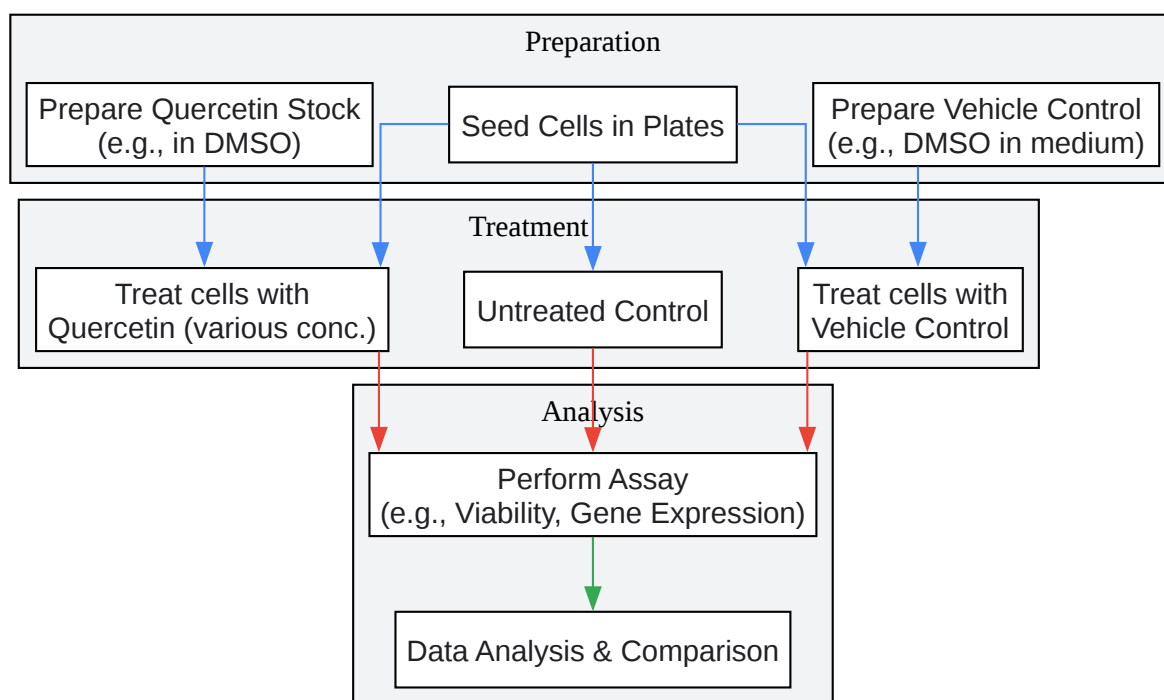 Preparation
Prepare Quercetin Stock
(e.g., in DMSO)
Seed Cells in Plates
Prepare Vehicle Control
(e.g., DMSO in medium)
Treatment
Treat cells with
Quercetin (various conc.)
Untreated Control
Treat cells with
Vehicle Control
Analysis
Perform Assay
(e.g., Viability, Gene Expression)
Data Analysis & Comparison